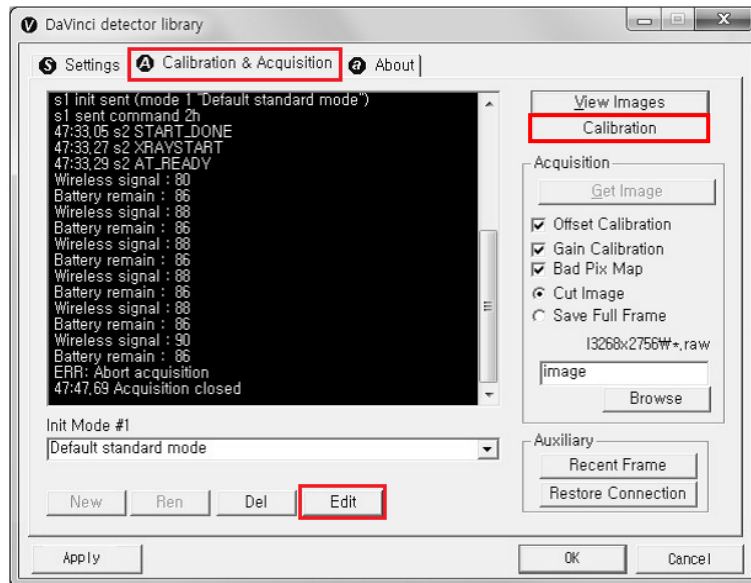 DaVinci detector library
Settings
Calibration & Acquisition
About
s1 init sent (mode 1 "Default standard mode")
s1 sent command 2h
47:33,05 s2 START_DONE
47:33,27 s2 XRAYSTART
47:33,29 s2 AT_READY
Wireless signal : 80
Battery remain : 86
Wireless signal : 88
Battery remain : 86
Wireless signal : 88
Battery remain : 86
Wireless signal : 88
Battery remain : 86
Wireless signal : 88
Battery remain : 86
Wireless signal : 90
Battery remain : 86
ERR: Abort acquisition
47:47,69 Acquisition closed
Init Mode #1
Default standard mode
New
Ren
Del
Edit
View Images
Calibration
Acquisition
Get Image
Offset Calibration
Gain Calibration
Bad Pix Map
Cut Image
Save Full Frame
I3268x2756₩*,raw
image
Browse
Auxiliary
Recent Frame
Restore Connection
Apply
OK
Cancel